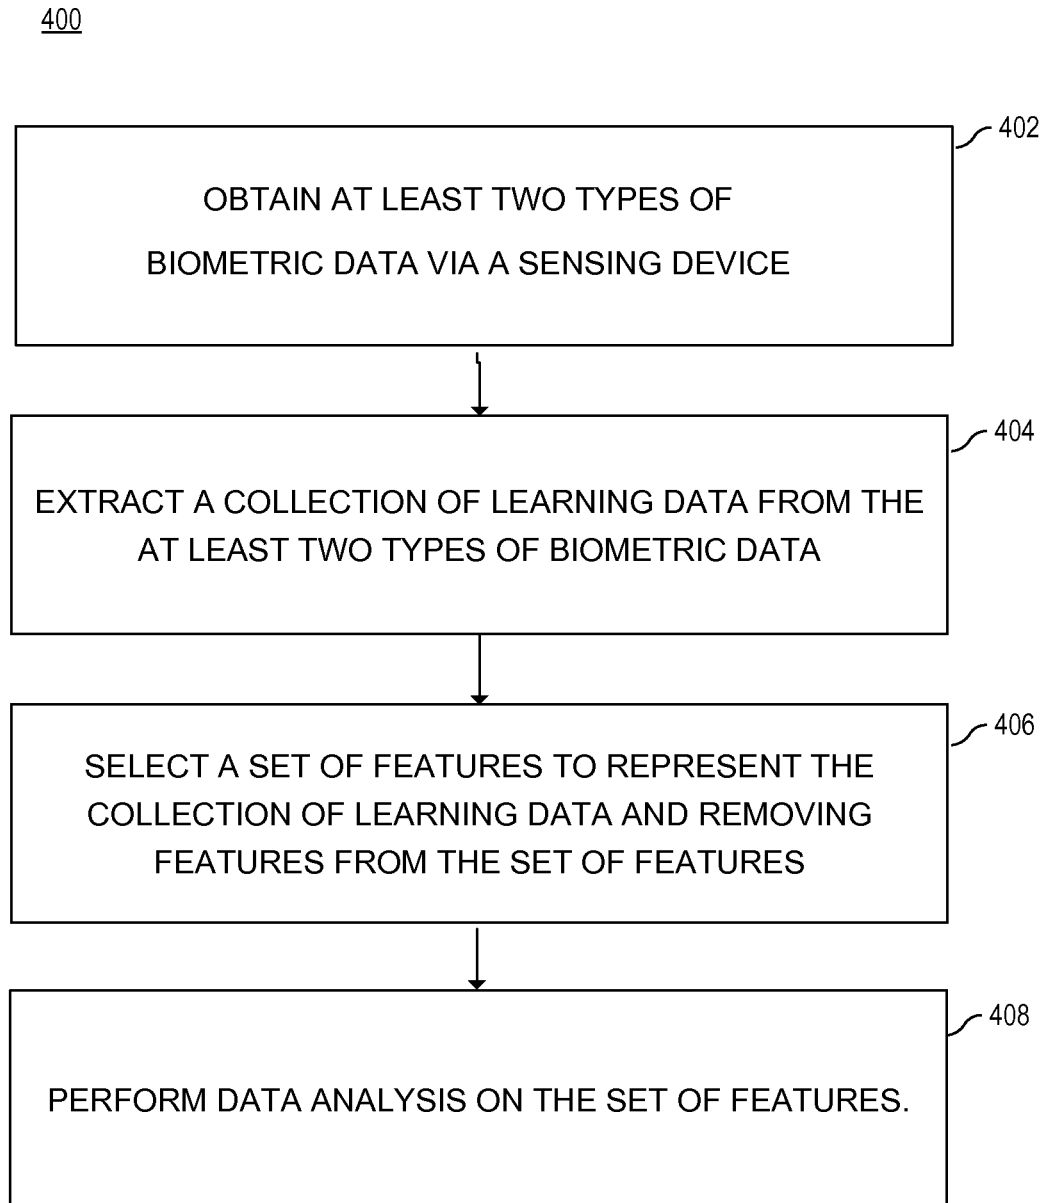 400
402
OBTAIN AT LEAST TWO TYPES OF
BIOMETRIC DATA VIA A SENSING DEVICE
404
EXTRACT A COLLECTION OF LEARNING DATA FROM THE
AT LEAST TWO TYPES OF BIOMETRIC DATA
406
SELECT A SET OF FEATURES TO REPRESENT THE
COLLECTION OF LEARNING DATA AND REMOVING
FEATURES FROM THE SET OF FEATURES
408
PERFORM DATA ANALYSIS ON THE SET OF FEATURES.